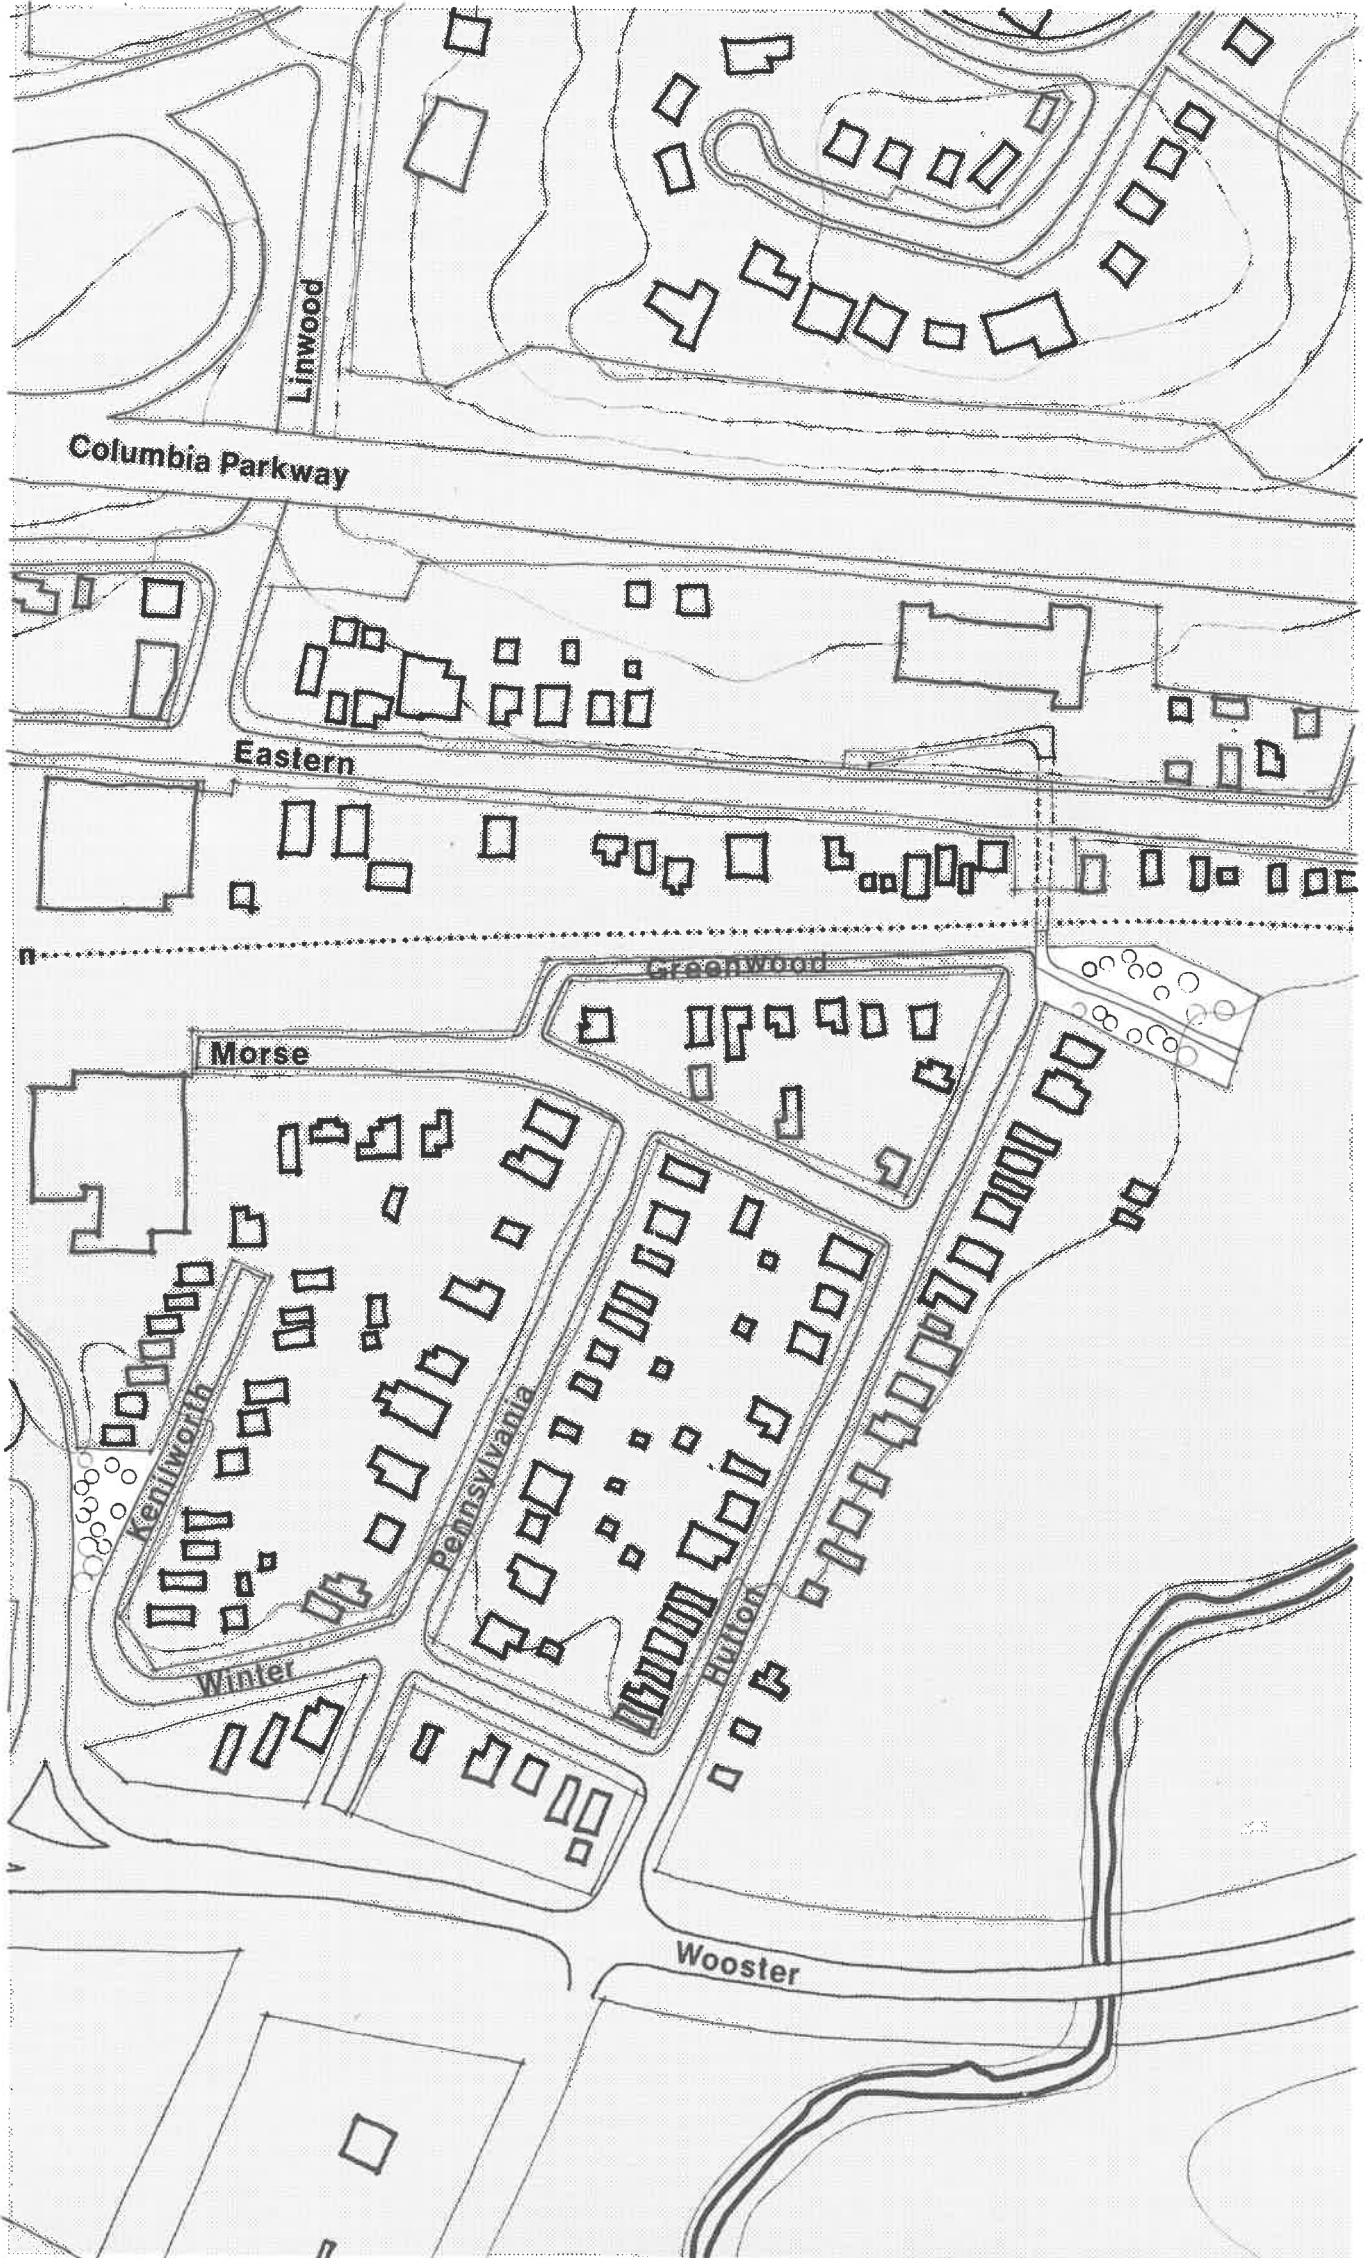 Linwood
Columbia Parkway
Eastern
n
Greenwood
Morse
Kenilworth
Pennsylvania
Hutton
Winter
Wooster